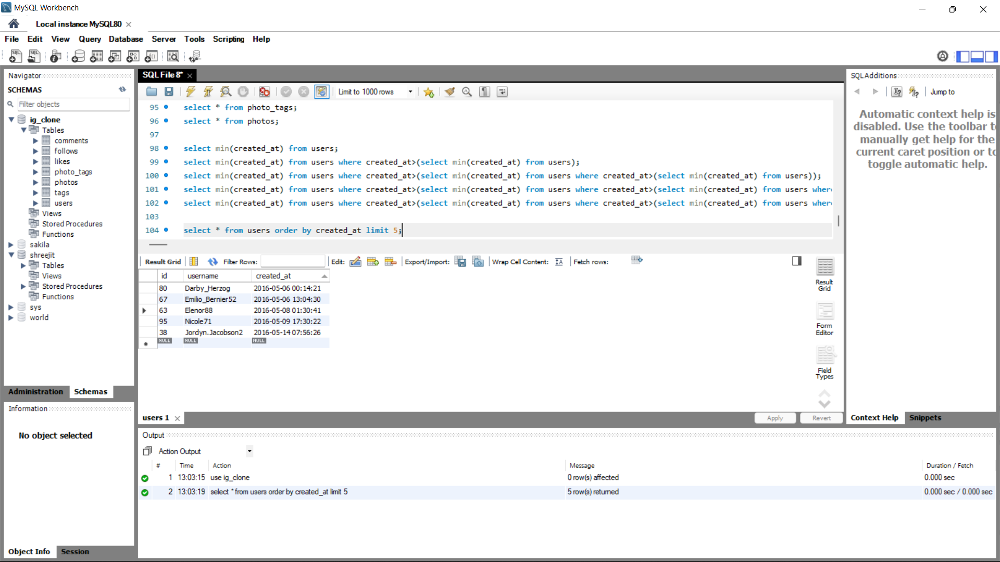 MySQL Workbench
Local instance MySQL80
File Edit View Query Database Server Tools Scripting Help
Navigator
SCHEMAS
Filter objects
ig_clone
Tables
comments
follows
likes
photo_tags
photos
tags
users
Views
Stored Procedures
Functions
sakila
shreejit
Tables
Views
Stored Procedures
Functions
sys
world
Administration Schemas
Information
No object selected
Object Info Session
SQL File 8*
Limit to 1000 rows
95 select * from photo_tags;
96 select * from photos;
97
98 select min(created_at) from users;
99 select min(created_at) from users where created_at>(select min(created_at) from users);
100 select min(created_at) from users where created_at>(select min(created_at) from users where created_at>(select min(created_at) from users));
101 select min(created_at) from users where created_at>(select min(created_at) from users where created_at>(select min(created_at) from users wher
102 select min(created_at) from users where created_at>(select min(created_at) from users where created_at>(select min(created_at) from users wher
103
104 select * from users order by created_at limit 5;
Result Grid Filter Rows: Edit: Export/Import: Wrap Cell Content: Fetch rows:
id username created_at
80 Darby_Herzog 2016-05-06 00:14:21
67 Emilio_Bernier52 2016-05-06 13:04:30
63 Elenor88 2016-05-08 01:30:41
95 Nicole71 2016-05-09 17:30:22
38 Jordyn.Jacobson2 2016-05-14 07:56:26
NULL NULL NULL
Result
Grid
Form
Editor
Field
Types
users 1
Apply Revert
Output
Action Output
# Time Action Message Duration / Fetch
1 13:03:15 use ig_clone 0 row(s) affected 0.000 sec
2 13:03:19 select * from users order by created_at limit 5 5 row(s) returned 0.000 sec / 0.000 sec
SQLAdditions
Jump to
Automatic context help is
disabled. Use the toolbar to
manually get help for the
current caret position or to
toggle automatic help.
Context Help Snippets